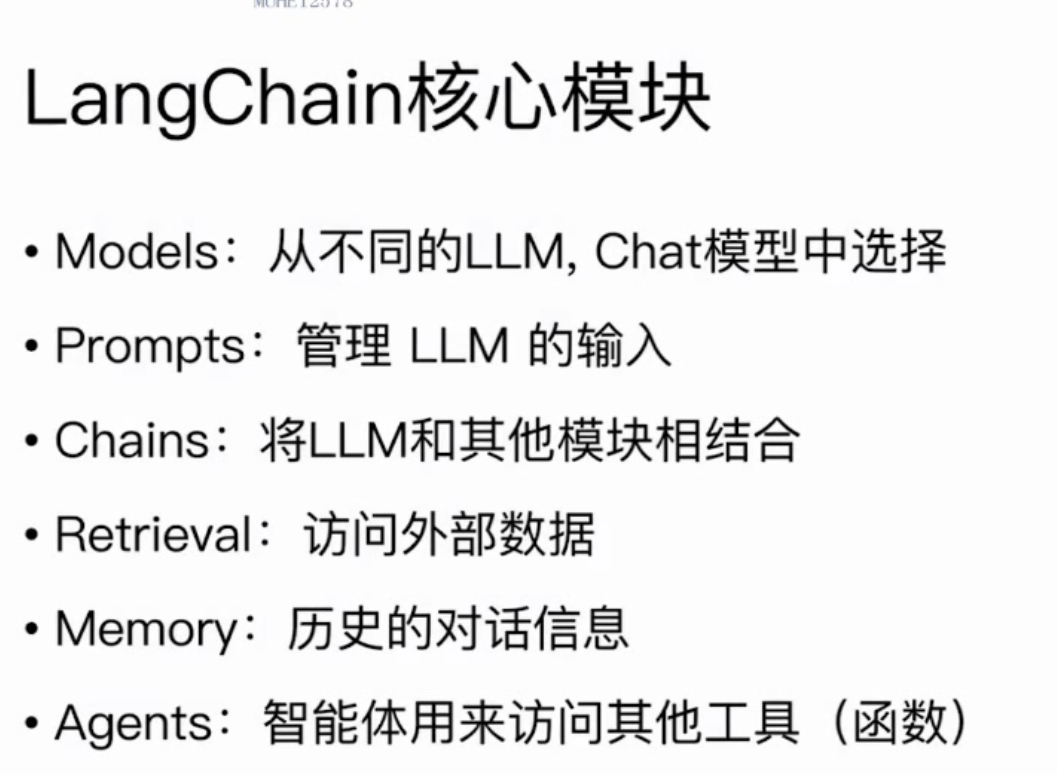 LangChain核心模块
• Models：从不同的LLM, Chat模型中选择
• Prompts：管理 LLM 的输入
• Chains：将LLM和其他模块相结合
• Retrieval：访问外部数据
• Memory：历史的对话信息
• Agents：智能体用来访问其他工具（函数）